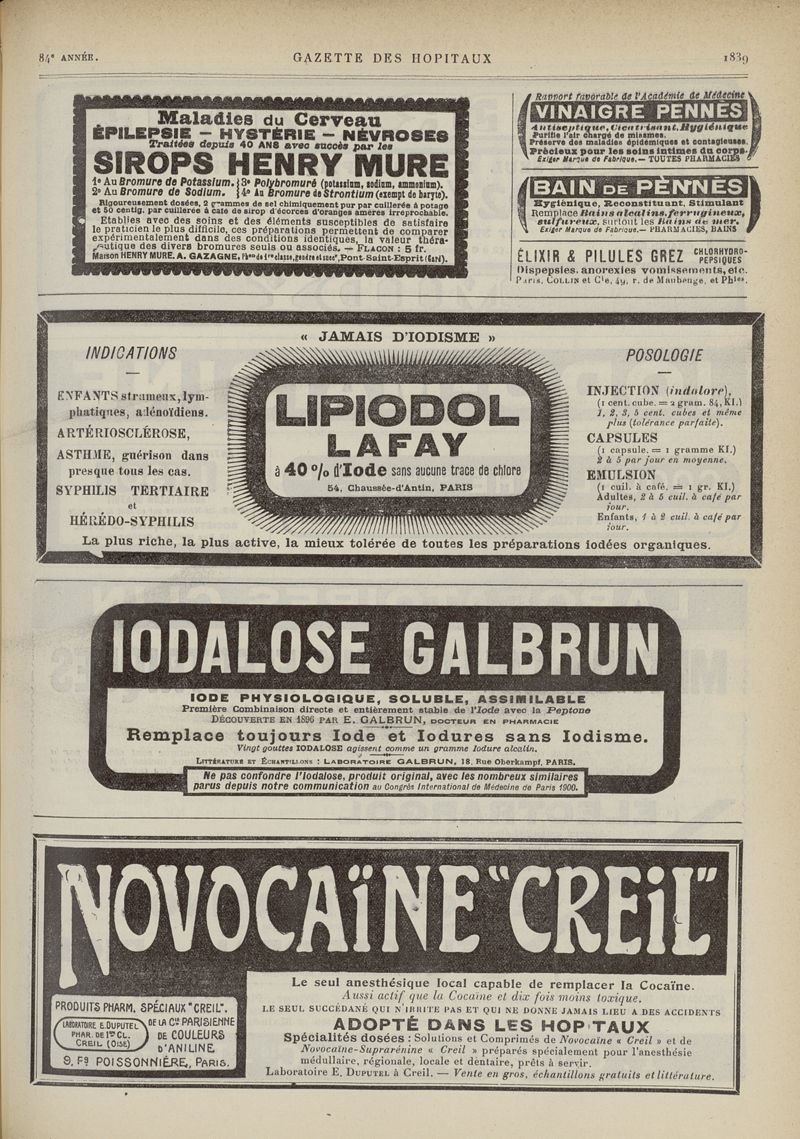 84e ANNÉE. GAZETTE DES HOPITAUX 1839
Maladies du Cerveau
ÉPILEPSIE — HYSTÉRIE — NÉVROSES
Traitées depuis 40 ANS avec succès par les
SIROPS HENRY MURE
1° Au Bromure de Potassium. 3° Polybromuré (potassium, sodium, ammonium).
2° Au Bromure de Sodium. 4° Au Bromure de Strontium (exempt de baryte).
Rigoureusement dosées, 2 grammes de sel chimiquement pur par cuillerée à potage
et 50 centig. par cuillerée à café de sirop d'écorces d'oranges amères irréprochable.
Etablies avec des soins et des éléments susceptibles de satisfaire
le praticien le plus difficile, ces préparations permettent de comparer
expérimentalement dans des conditions identiques, la valeur théra-
peutique des divers bromures seuls ou associés. — FLACON : 5 fr.
Maison HENRY MURE. A. GAZAGNE, Phen de 1re classe, gendre et succr, Pont-Saint-Esprit (Gard).
Rapport favorable de l'Académie de Médecine
VINAIGRE PENNÈS
Antiseptique, Cicatrisant, Hygiénique
Purifie l'air chargé de miasmes.
Préserve des maladies épidémiques et contagieuses.
Précieux pour les soins intimes du corps.
Exiger Marque de Fabrique. — TOUTES PHARMACIES
BAIN DE PENNÈS
Hygiénique, Reconstituant, Stimulant
Remplace Bains alcalins, ferrugineux,
sulfureux, surtout les Bains de mer.
Exiger Marque de Fabrique. — PHARMACIES, BAINS
ÉLIXIR & PILULES GREZ CHLORHYDRO-PEPSIQUES
Dispepsies, anorexies vomissements, etc.
Paris, COLLIN et Cie, 49, r. de Maubeuge, et Phies.
« JAMAIS D'IODISME »
INDICATIONS
ENFANTS strumeux, lym-
phatiques, adénoïdiens.
ARTÉRIOSCLÉROSE,
ASTHME, guérison dans
presque tous les cas.
SYPHILIS TERTIAIRE
et
HÉRÉDO-SYPHILIS
LIPIODOL
LAFAY
à 40 % d'Iode sans aucune trace de chlore
54, Chaussée-d'Antin, PARIS
POSOLOGIE
INJECTION (indolore),
(1 cent. cube. = 2 gram. 84, KI.)
1, 2, 3, 5 cent. cubes et même
plus (tolérance parfaite).
CAPSULES
(1 capsule. = 1 gramme KI.)
2 à 5 par jour en moyenne.
EMULSION
(1 cuil. à café. = 1 gr. KI.)
Adultes, 2 à 5 cuil. à café par
jour.
Enfants, 1 à 2 cuil. à café par
jour.
La plus riche, la plus active, la mieux tolérée de toutes les préparations iodées organiques.
IODALOSE GALBRUN
IODE PHYSIOLOGIQUE, SOLUBLE, ASSIMILABLE
Première Combinaison directe et entièrement stable de l'Iode avec la Peptone
DÉCOUVERTE EN 1896 PAR E. GALBRUN, DOCTEUR EN PHARMACIE
Remplace toujours Iode et Iodures sans Iodisme.
Vingt gouttes IODALOSE agissent comme un gramme Iodure alcalin.
LITTÉRATURE ET ÉCHANTILLONS : LABORATOIRE GALBRUN, 18, Rue Oberkampf, PARIS.
Ne pas confondre l'Iodalose, produit original, avec les nombreux similaires
parus depuis notre communication au Congrès International de Médecine de Paris 1900.
NOVOCAÏNE "CREIL"
PRODUITS PHARM. SPÉCIAUX "CREIL".
LABORATOIRE E. DUPUTEL
PHAR. DE 1RE CL.
CREIL (OISE)
DE LA CIE PARISIENNE
DE COULEURS
D'ANILINE
9, Fg POISSONNIÈRE, PARIS.
Le seul anesthésique local capable de remplacer la Cocaïne.
Aussi actif que la Cocaïne et dix fois moins toxique.
LE SEUL SUCCÉDANÉ QUI N'IRRITE PAS ET QUI NE DONNE JAMAIS LIEU A DES ACCIDENTS
ADOPTÉ DANS LES HOPITAUX
Spécialités dosées : Solutions et Comprimés de Novocaïne « Creil » et de
Novocaïne-Suprarénine « Creil » préparés spécialement pour l'anesthésie
médullaire, régionale, locale et dentaire, prêts à servir.
Laboratoire E. DUPUTEL à Creil. — Vente en gros, échantillons gratuits et littérature.